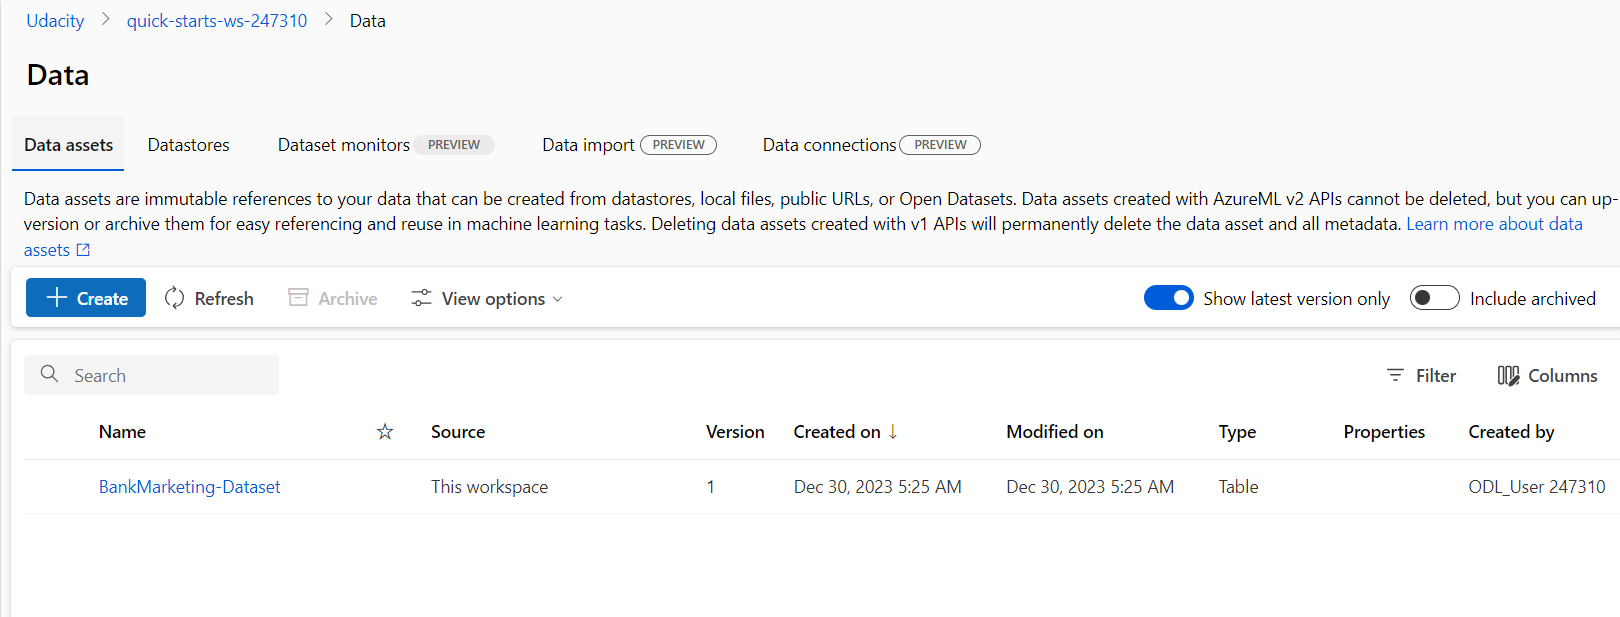 Udacity > quick-starts-ws-247310 > Data
Data
Data assets Datastores Dataset monitors PREVIEW Data import PREVIEW Data connections PREVIEW
Data assets are immutable references to your data that can be created from datastores, local files, public URLs, or Open Datasets. Data assets created with AzureML v2 APIs cannot be deleted, but you can up-
version or archive them for easy referencing and reuse in machine learning tasks. Deleting data assets created with v1 APIs will permanently delete the data asset and all metadata. Learn more about data
assets
Create Refresh Archive View options Show latest version only Include archived
Search Filter Columns
Name Source Version Created on ↓ Modified on Type Properties Created by
BankMarketing-Dataset This workspace 1 Dec 30, 2023 5:25 AM Dec 30, 2023 5:25 AM Table ODL_User 247310